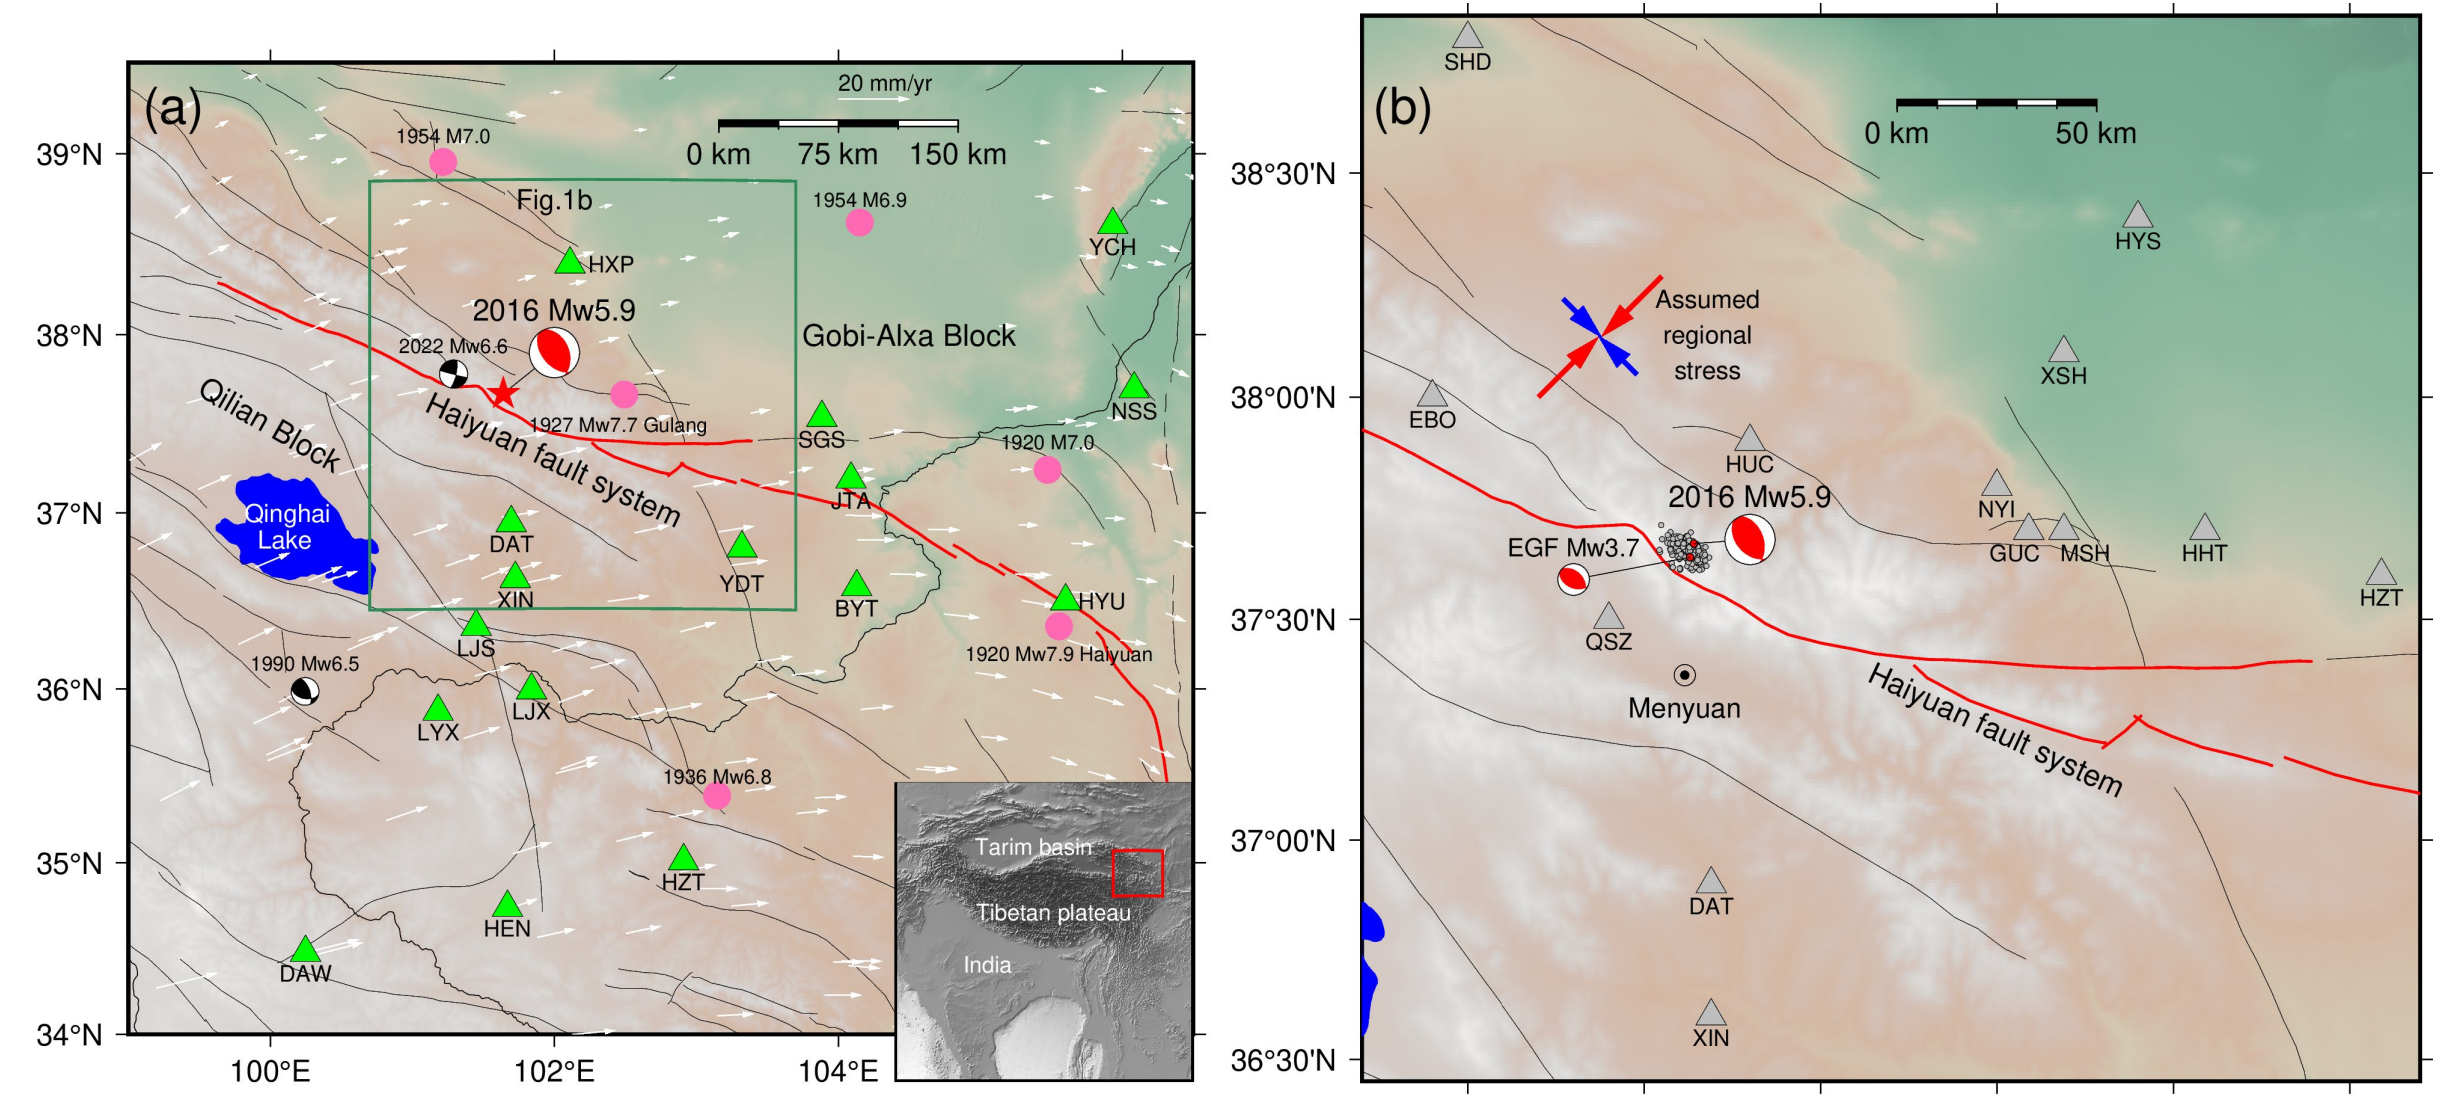 (a)
20 mm/yr
0 km 75 km 150 km
1954 M7.0
Fig.1b
1954 M6.9
YCH
HXP
2016 Mw5.9
2022 Mw6.6
Gobi-Alxa Block
Qilian Block
Haiyuan fault system
1927 Mw7.7 Gulang
SGS
NSS
1920 M7.0
JTA
Qinghai
Lake
DAT
XIN
YDT
BYT
HYU
LJS
1920 Mw7.9 Haiyuan
1990 Mw6.5
LJX
LYX
1936 Mw6.8
HZT
HEN
DAW
Tarim basin
Tibetan plateau
India
39°N
38°N
37°N
36°N
35°N
34°N
100°E 102°E 104°E
(b)
SHD
0 km 50 km
HYS
Assumed
regional
stress
XSH
EBO
HUC
2016 Mw5.9
NYI
EGF Mw3.7
GUC
MSH
HHT
HZT
QSZ
Menyuan
Haiyuan fault system
DAT
XIN
38°30'N
38°00'N
37°30'N
37°00'N
36°30'N